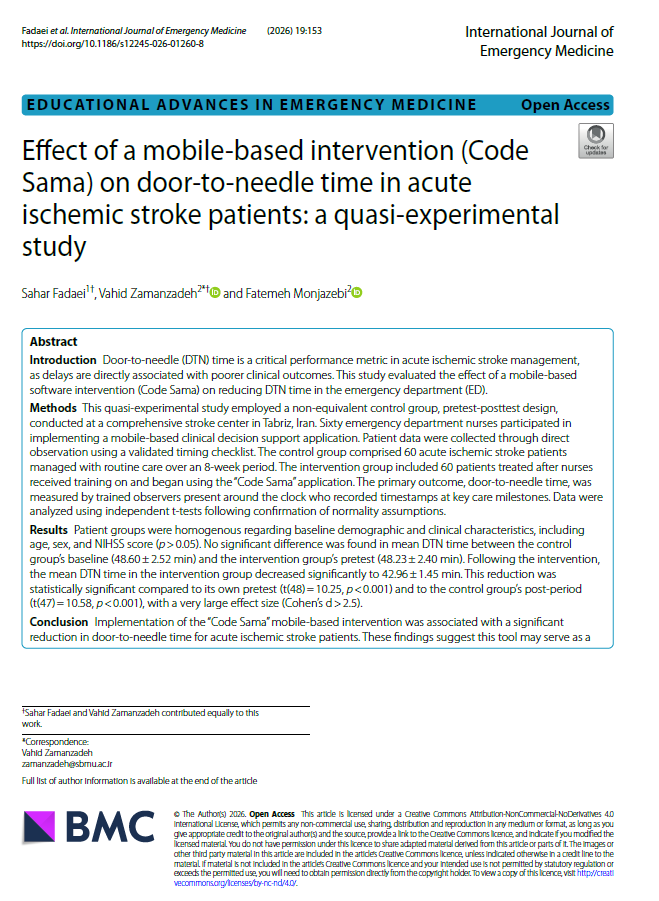 Fadaei et al. International Journal of Emergency Medicine (2026) 19:153
https://doi.org/10.1186/s12245-026-01260-8
International Journal of
Emergency Medicine
EDUCATIONAL ADVANCES IN EMERGENCY MEDICINE Open Access
Check for
updates
Effect of a mobile-based intervention (Code
Sama) on door-to-needle time in acute
ischemic stroke patients: a quasi-experimental
study
Sahar Fadaei1†, Vahid Zamanzadeh2*† and Fatemeh Monjazebi2
Abstract
Introduction Door-to-needle (DTN) time is a critical performance metric in acute ischemic stroke management,
as delays are directly associated with poorer clinical outcomes. This study evaluated the effect of a mobile-based
software intervention (Code Sama) on reducing DTN time in the emergency department (ED).
Methods This quasi-experimental study employed a non-equivalent control group, pretest-posttest design,
conducted at a comprehensive stroke center in Tabriz, Iran. Sixty emergency department nurses participated in
implementing a mobile-based clinical decision support application. Patient data were collected through direct
observation using a validated timing checklist. The control group comprised 60 acute ischemic stroke patients
managed with routine care over an 8-week period. The intervention group included 60 patients treated after nurses
received training on and began using the “Code Sama” application. The primary outcome, door-to-needle time, was
measured by trained observers present around the clock who recorded timestamps at key care milestones. Data were
analyzed using independent t-tests following confirmation of normality assumptions.
Results Patient groups were homogenous regarding baseline demographic and clinical characteristics, including
age, sex, and NIHSS score (p > 0.05). No significant difference was found in mean DTN time between the control
group’s baseline (48.60 ± 2.52 min) and the intervention group’s pretest (48.23 ± 2.40 min). Following the intervention,
the mean DTN time in the intervention group decreased significantly to 42.96 ± 1.45 min. This reduction was
statistically significant compared to its own pretest (t(48) = 10.25, p < 0.001) and to the control group’s post-period
(t(47) = 10.58, p < 0.001), with a very large effect size (Cohen’s d > 2.5).
Conclusion Implementation of the “Code Sama” mobile-based intervention was associated with a significant
reduction in door-to-needle time for acute ischemic stroke patients. These findings suggest this tool may serve as a
†Sahar Fadaei and Vahid Zamanzadeh contributed equally to this
work.
*Correspondence:
Vahid Zamanzadeh
zamanzadeh@sbmu.ac.ir
Full list of author information is available at the end of the article
BMC
© The Author(s) 2026. Open Access This article is licensed under a Creative Commons Attribution-NonCommercial-NoDerivatives 4.0
International License, which permits any non-commercial use, sharing, distribution and reproduction in any medium or format, as long as you
give appropriate credit to the original author(s) and the source, provide a link to the Creative Commons licence, and indicate if you modified the
licensed material. You do not have permission under this licence to share adapted material derived from this article or parts of it. The images or
other third party material in this article are included in the article’s Creative Commons licence, unless indicated otherwise in a credit line to the
material. If material is not included in the article’s Creative Commons licence and your intended use is not permitted by statutory regulation or
exceeds the permitted use, you will need to obtain permission directly from the copyright holder. To view a copy of this licence, visit http://creati
vecommons.org/licenses/by-nc-nd/4.0/.